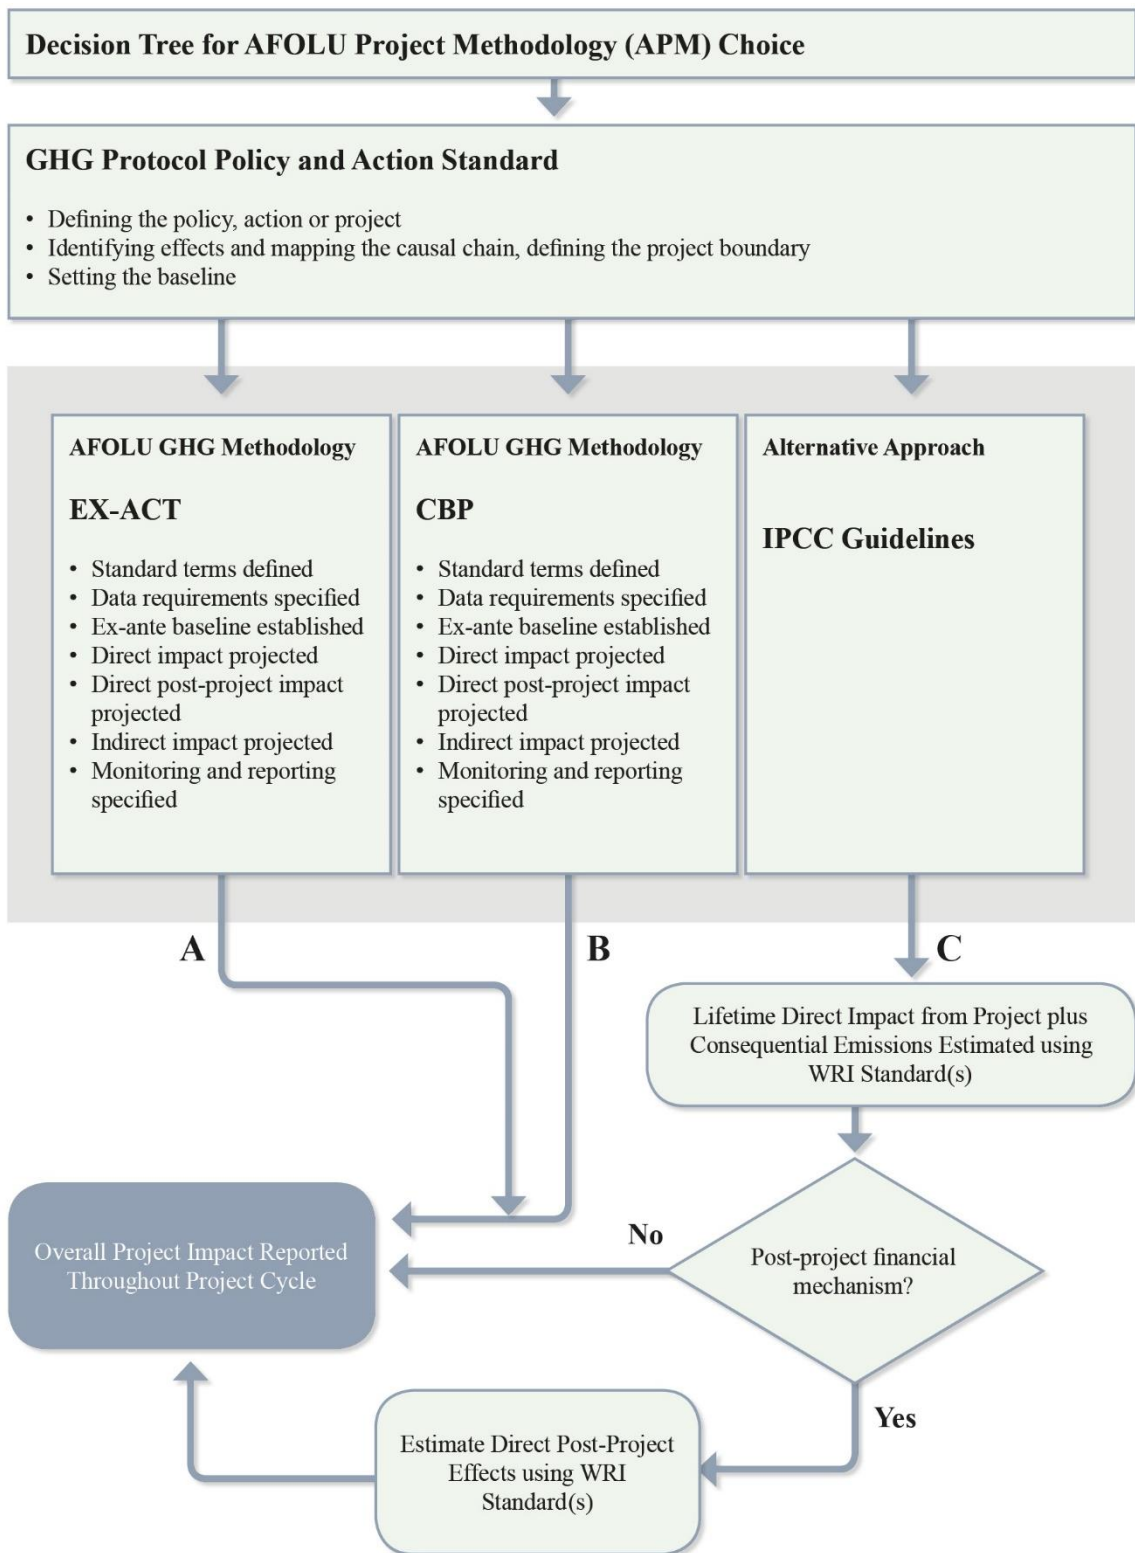 Decision Tree for AFOLU Project Methodology (APM) Choice
GHG Protocol Policy and Action Standard
• Defining the policy, action or project
• Identifying effects and mapping the causal chain, defining the project boundary
• Setting the baseline
AFOLU GHG Methodology
EX-ACT
• Standard terms defined
• Data requirements specified
• Ex-ante baseline established
• Direct impact projected
• Direct post-project impact
projected
• Indirect impact projected
• Monitoring and reporting
specified
AFOLU GHG Methodology
CBP
• Standard terms defined
• Data requirements specified
• Ex-ante baseline established
• Direct impact projected
• Direct post-project impact
projected
• Indirect impact projected
• Monitoring and reporting
specified
Alternative Approach
IPCC Guidelines
A
B
C
Lifetime Direct Impact from Project plus
Consequential Emissions Estimated using
WRI Standard(s)
Post-project financial
mechanism?
No
Yes
Overall Project Impact Reported
Throughout Project Cycle
Estimate Direct Post-Project
Effects using WRI
Standard(s)